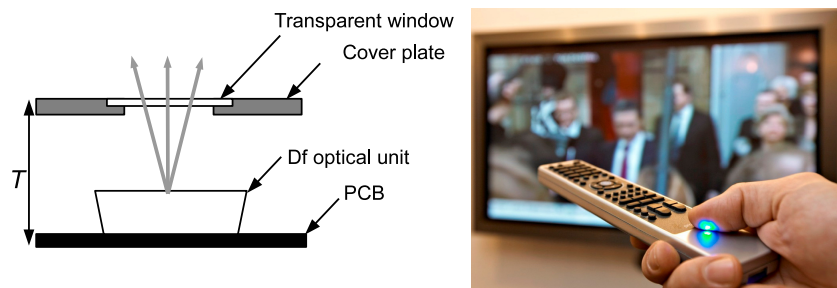 Transparent window
Cover plate
Df optical unit
PCB
T